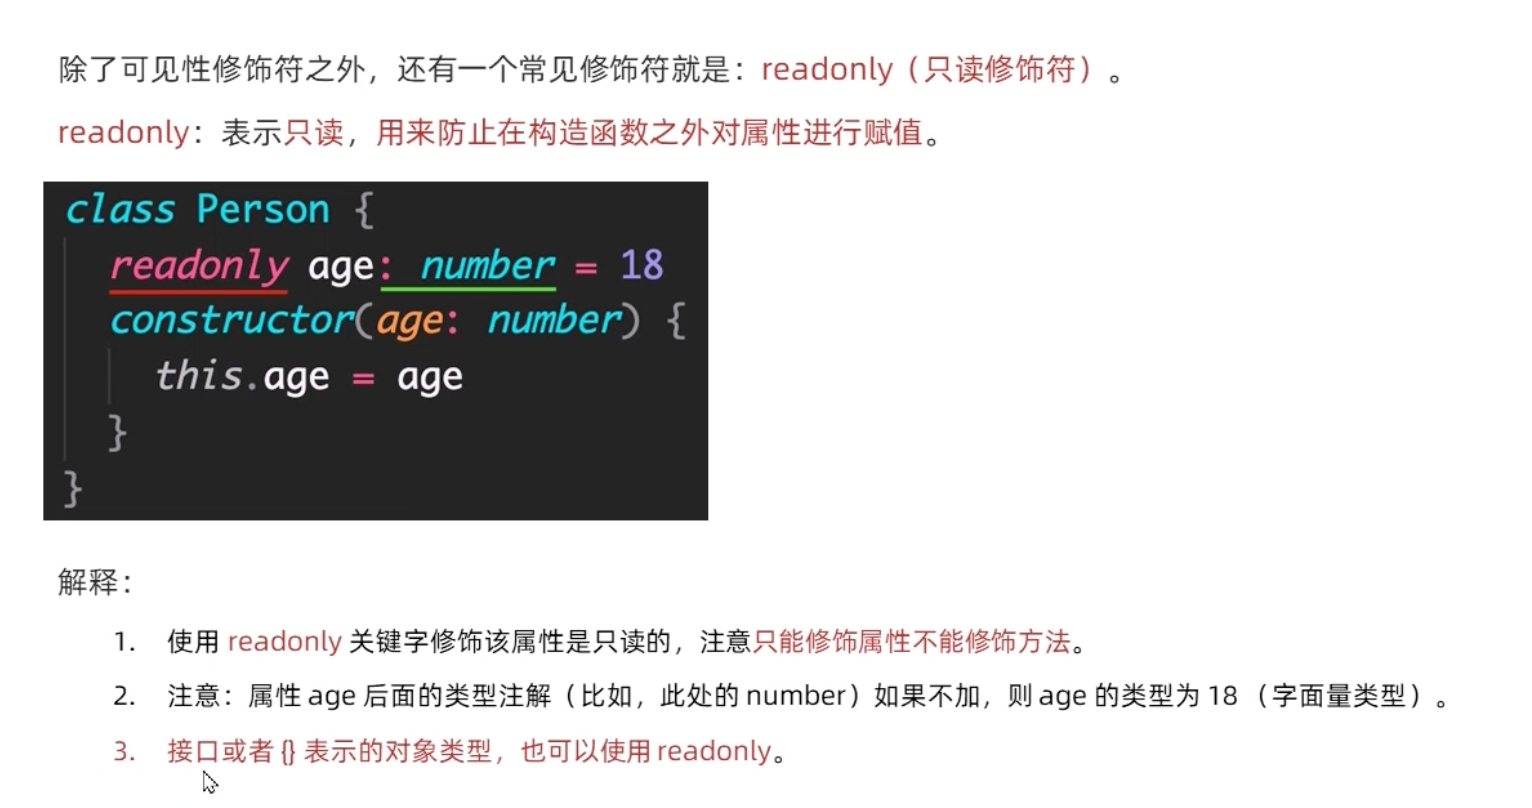 除了可见性修饰符之外，还有一个常见修饰符就是：readonly（只读修饰符）。
readonly：表示只读，用来防止在构造函数之外对属性进行赋值。
class Person {
readonly age: number = 18
constructor(age: number) {
this.age = age
}
}
解释：
1. 使用 readonly 关键字修饰该属性是只读的，注意只能修饰属性不能修饰方法。
2. 注意：属性 age 后面的类型注解（比如，此处的 number）如果不加，则 age 的类型为 18 （字面量类型）。
3. 接口或者 {} 表示的对象类型，也可以使用 readonly。